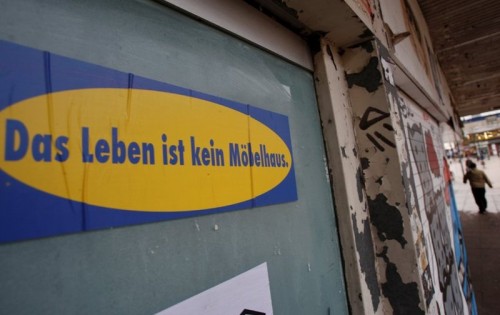 Das Leben ist kein Möbelhaus.